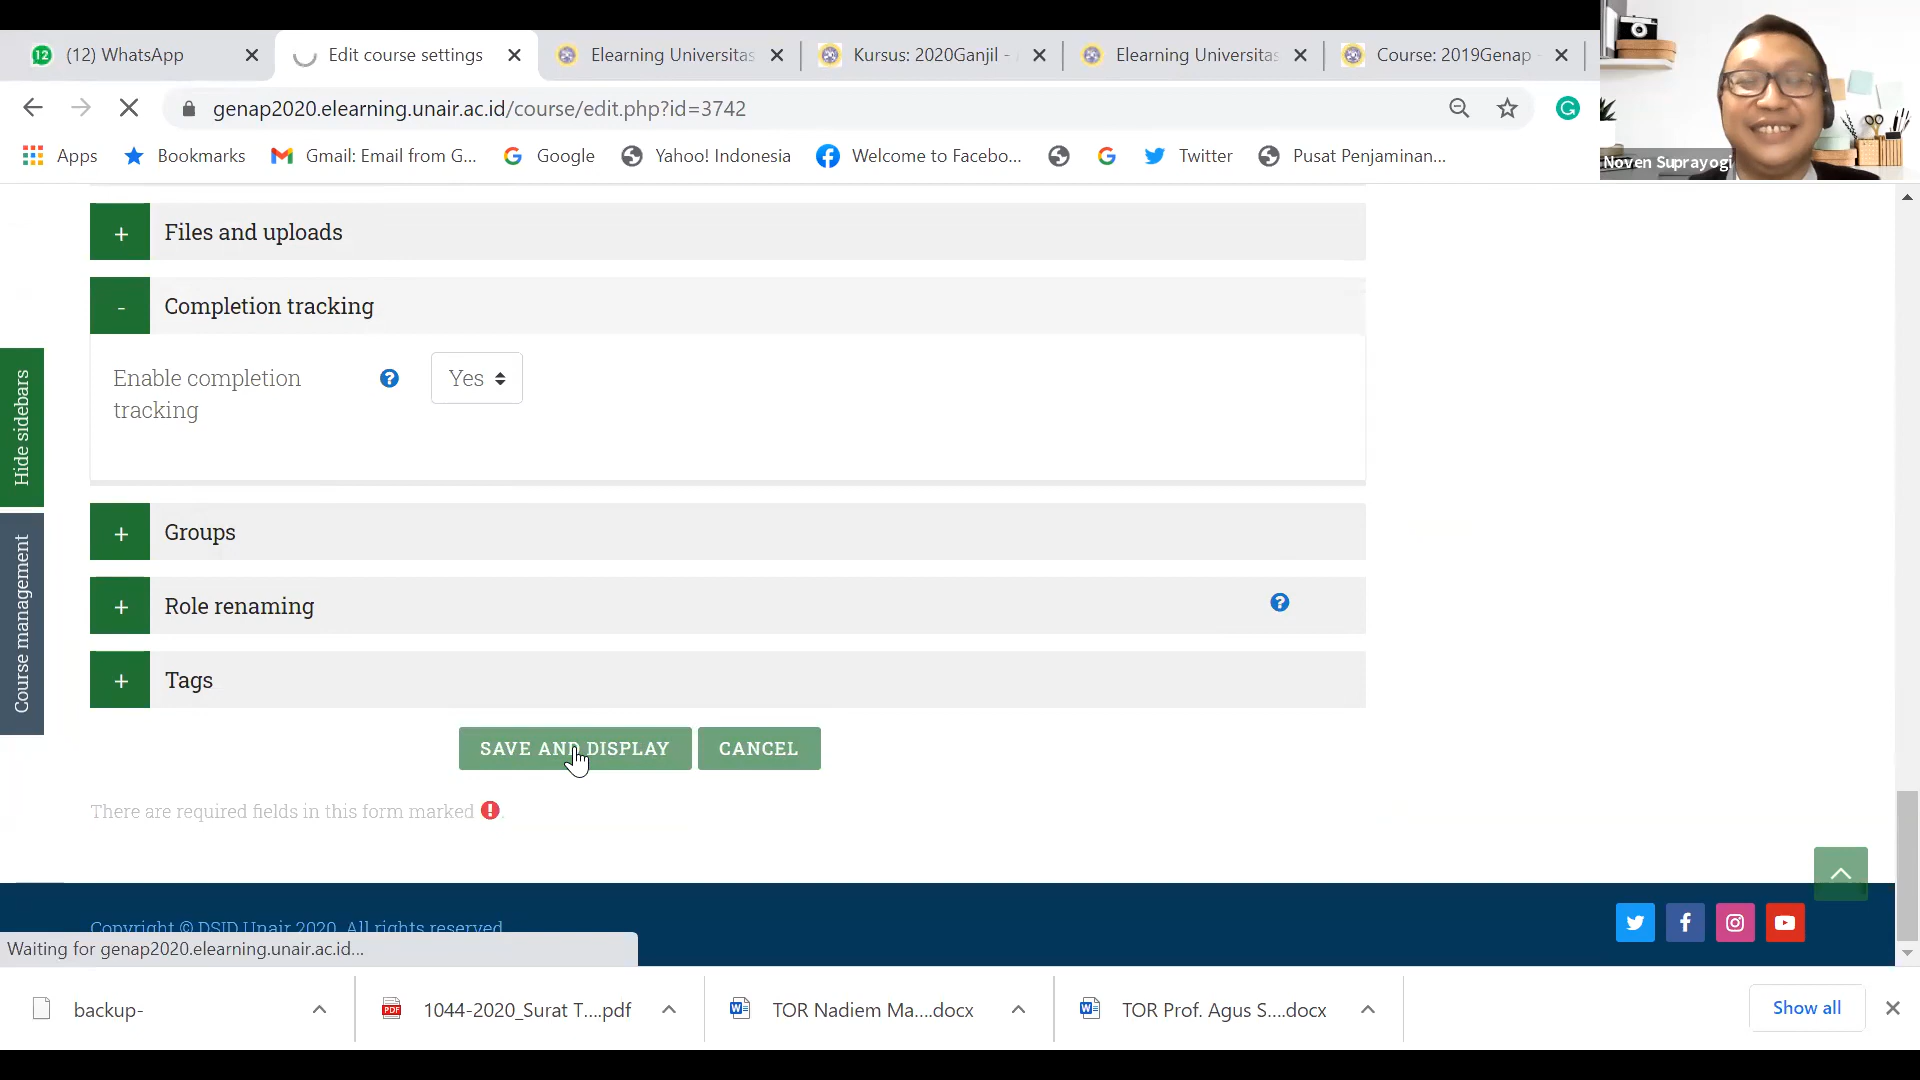 12 (12) WhatsApp
Edit course settings
Elearning Universitas
Kursus: 2020Ganjil -
Elearning Universitas
Course: 2019Genap -
genap2020.elearning.unair.ac.id/course/edit.php?id=3742
Apps
Bookmarks
Gmail: Email from G...
Google
Yahoo! Indonesia
Welcome to Facebo...
Twitter
Pusat Penjaminan...
Noven Suprayogi
+ Files and uploads
- Completion tracking
Enable completion
tracking
Yes
Hide sidebars
Course management
+ Groups
+ Role renaming
+ Tags
SAVE AND DISPLAY
CANCEL
There are required fields in this form marked
Copyright © DSID Unair 2020. All rights reserved
Waiting for genap2020.elearning.unair.ac.id...
backup-
PDF 1044-2020_Surat T....pdf
TOR Nadiem Ma....docx
TOR Prof. Agus S....docx
Show all